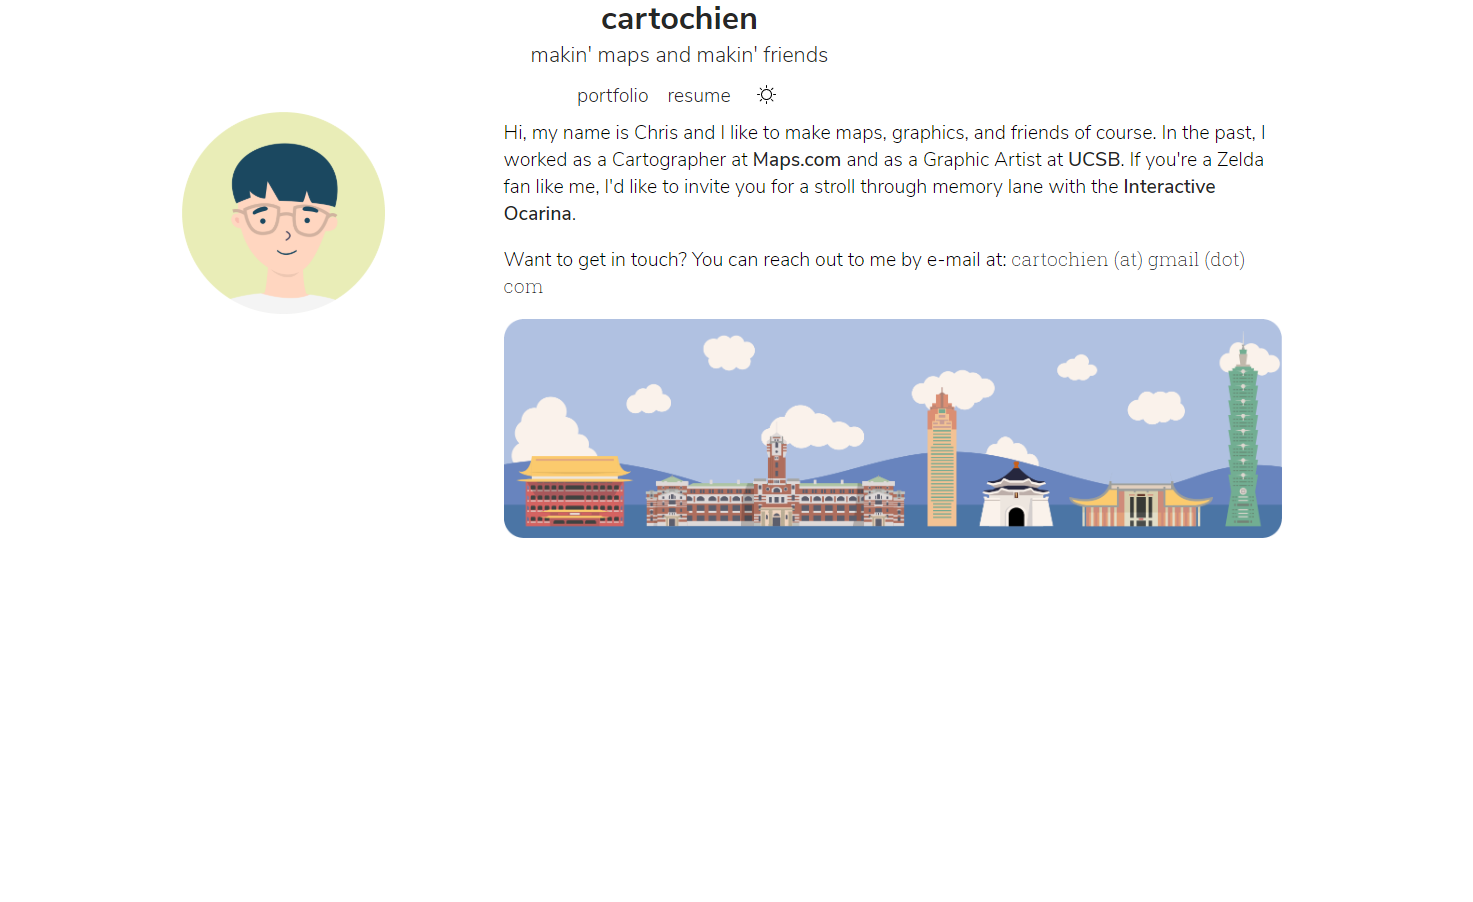 cartochien
makin' maps and makin' friends
portfolio resume
Hi, my name is Chris and I like to make maps, graphics, and friends of course. In the past, I
worked as a Cartographer at Maps.com and as a Graphic Artist at UCSB. If you're a Zelda
fan like me, I'd like to invite you for a stroll through memory lane with the Interactive
Ocarina.
Want to get in touch? You can reach out to me by e-mail at: cartochien (at) gmail (dot)
com